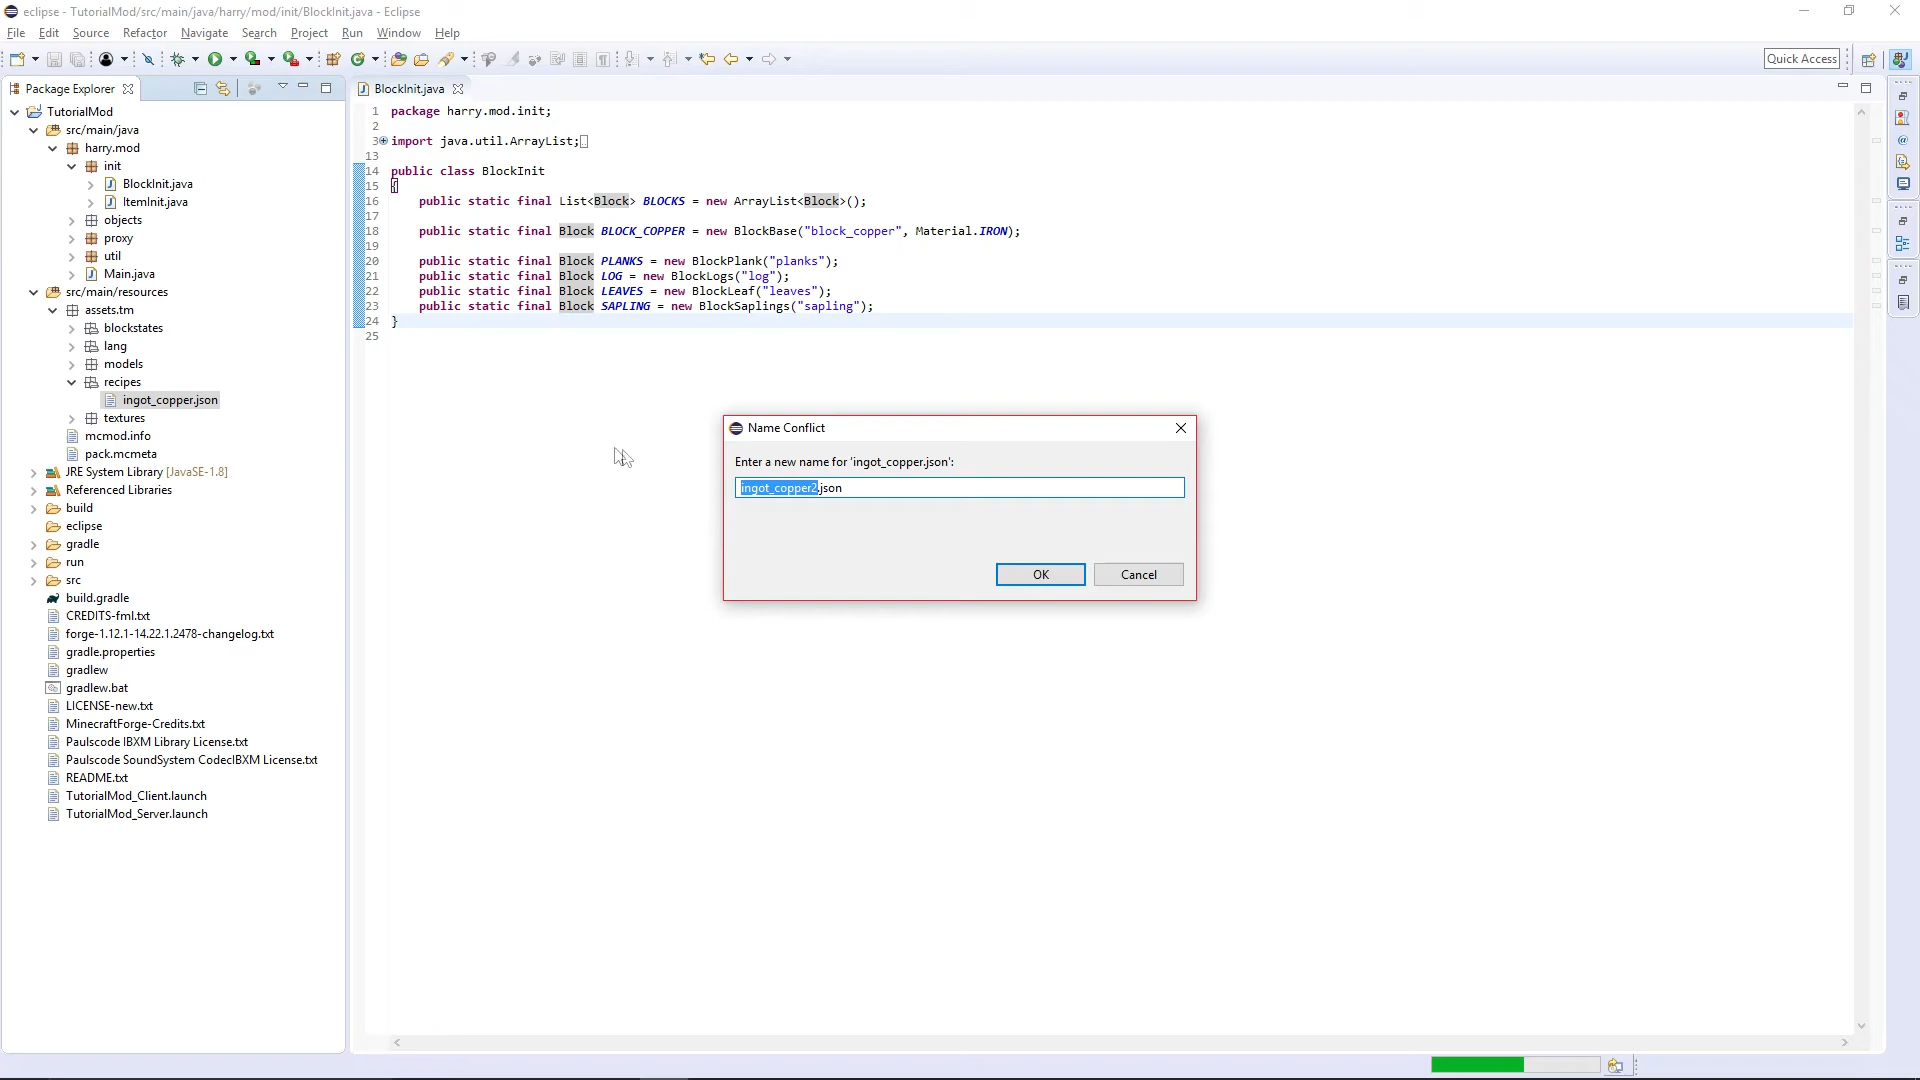 eclipse - TutorialMod/src/main/java/harry/mod/init/BlockInit.java - Eclipse
File Edit Source Refactor Navigate Search Project Run Window Help
Quick Access
Package Explorer
BlockInit.java
TutorialMod
src/main/java
harry.mod
init
BlockInit.java
ItemInit.java
objects
proxy
util
Main.java
src/main/resources
assets.tm
blockstates
lang
models
recipes
ingot_copper.json
textures
mcmod.info
pack.mcmeta
JRE System Library [JavaSE-1.8]
Referenced Libraries
build
eclipse
gradle
run
src
build.gradle
CREDITS-fml.txt
forge-1.12.1-14.22.1.2478-changelog.txt
gradle.properties
gradlew
gradlew.bat
LICENSE-new.txt
MinecraftForge-Credits.txt
Paulscode IBXM Library License.txt
Paulscode SoundSystem CodecIBXM License.txt
README.txt
TutorialMod_Client.launch
TutorialMod_Server.launch
1 package harry.mod.init;
2
3 import java.util.ArrayList;
13
14 public class BlockInit
15 {
16 public static final List<Block> BLOCKS = new ArrayList<Block>();
17
18 public static final Block BLOCK_COPPER = new BlockBase("block_copper", Material.IRON);
19
20 public static final Block PLANKS = new BlockPlank("planks");
21 public static final Block LOG = new BlockLogs("log");
22 public static final Block LEAVES = new BlockLeaf("leaves");
23 public static final Block SAPLING = new BlockSaplings("sapling");
24 }
25
Name Conflict
Enter a new name for 'ingot_copper.json':
ingot_copper2.json
OK Cancel